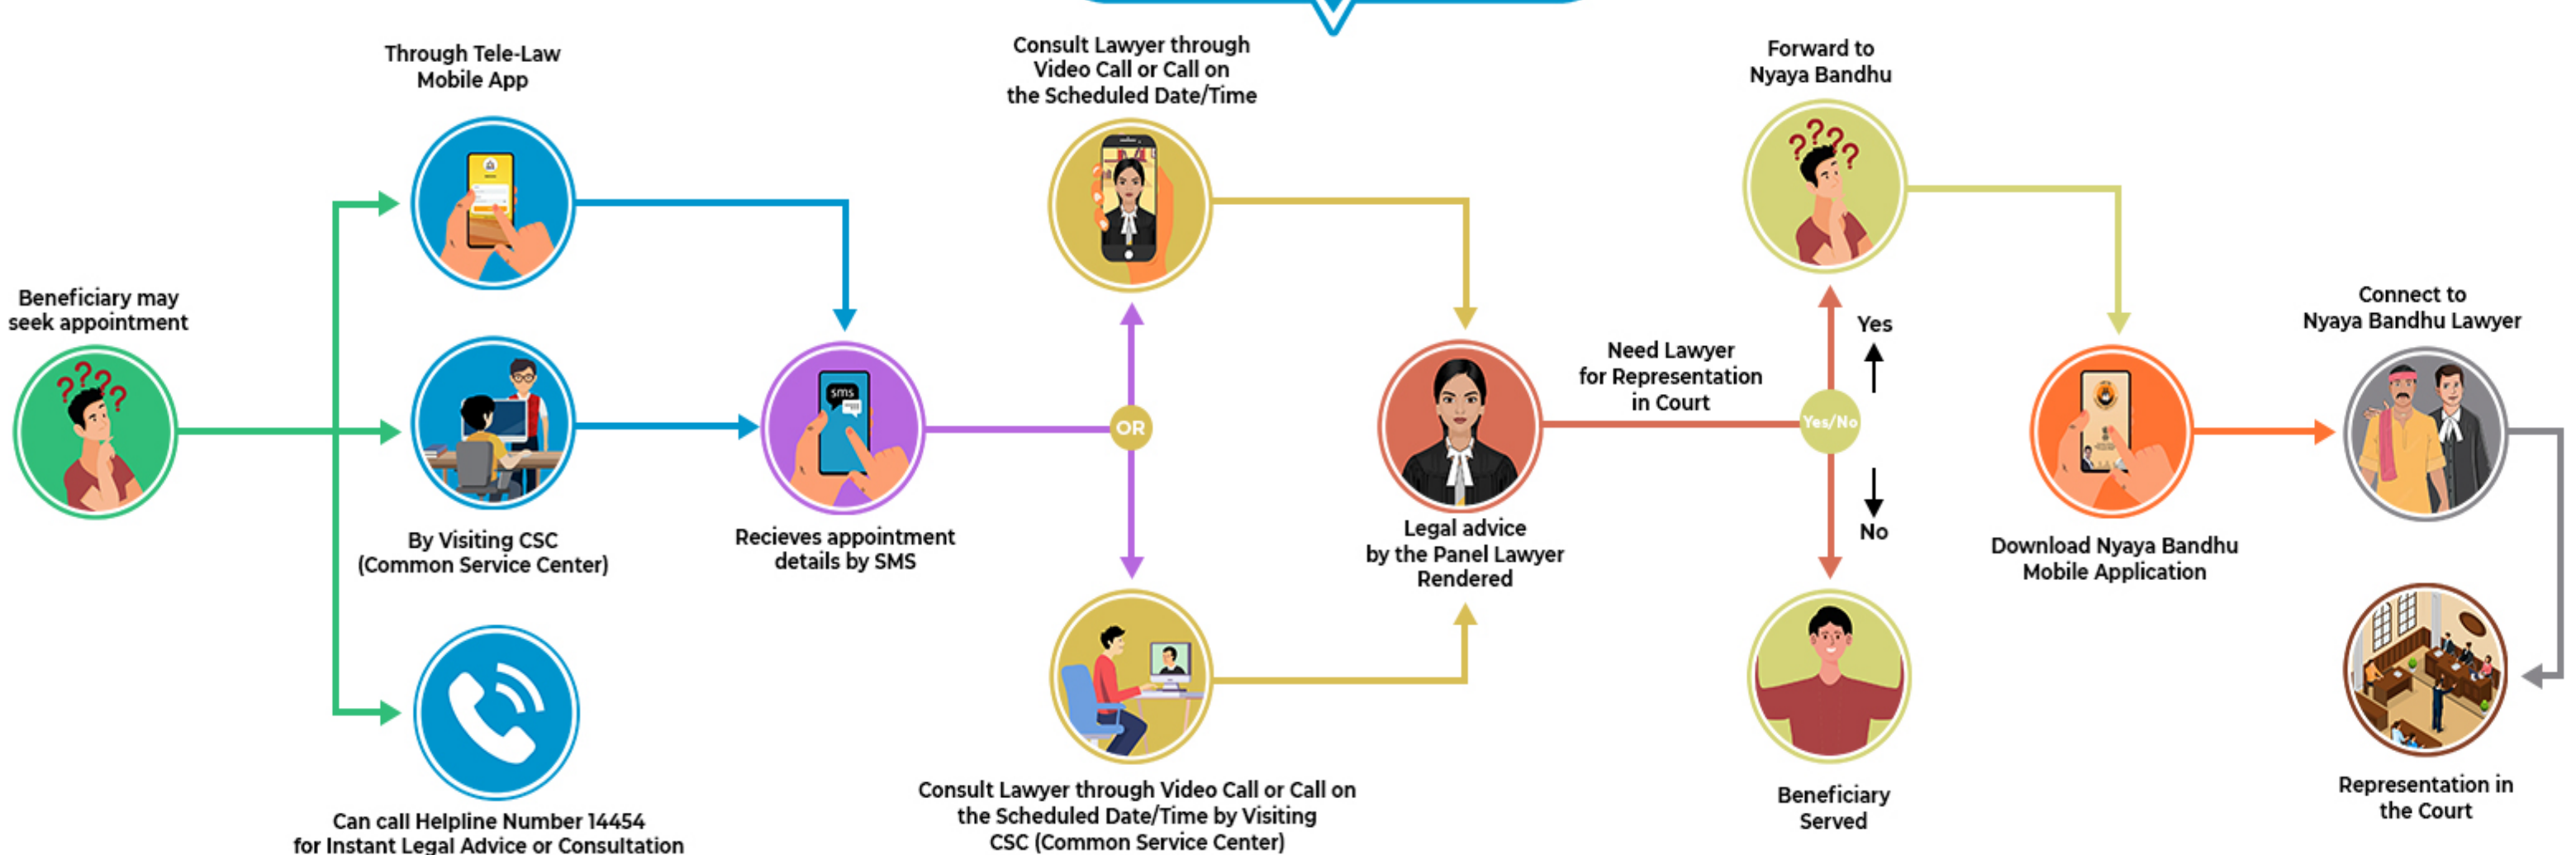 Beneficiary may
seek appointment
Through Tele-Law
Mobile App
By Visiting CSC
(Common Service Center)
Can call Helpline Number 14454
for Instant Legal Advice or Consultation
sms
Recieves appointment
details by SMS
OR
Consult Lawyer through
Video Call or Call on
the Scheduled Date/Time
Consult Lawyer through Video Call or Call on
the Scheduled Date/Time by Visiting
CSC (Common Service Center)
Legal advice
by the Panel Lawyer
Rendered
Need Lawyer
for Representation
in Court
Yes/No
Yes
No
Forward to
Nyaya Bandhu
Beneficiary
Served
Download Nyaya Bandhu
Mobile Application
Connect to
Nyaya Bandhu Lawyer
Representation in
the Court